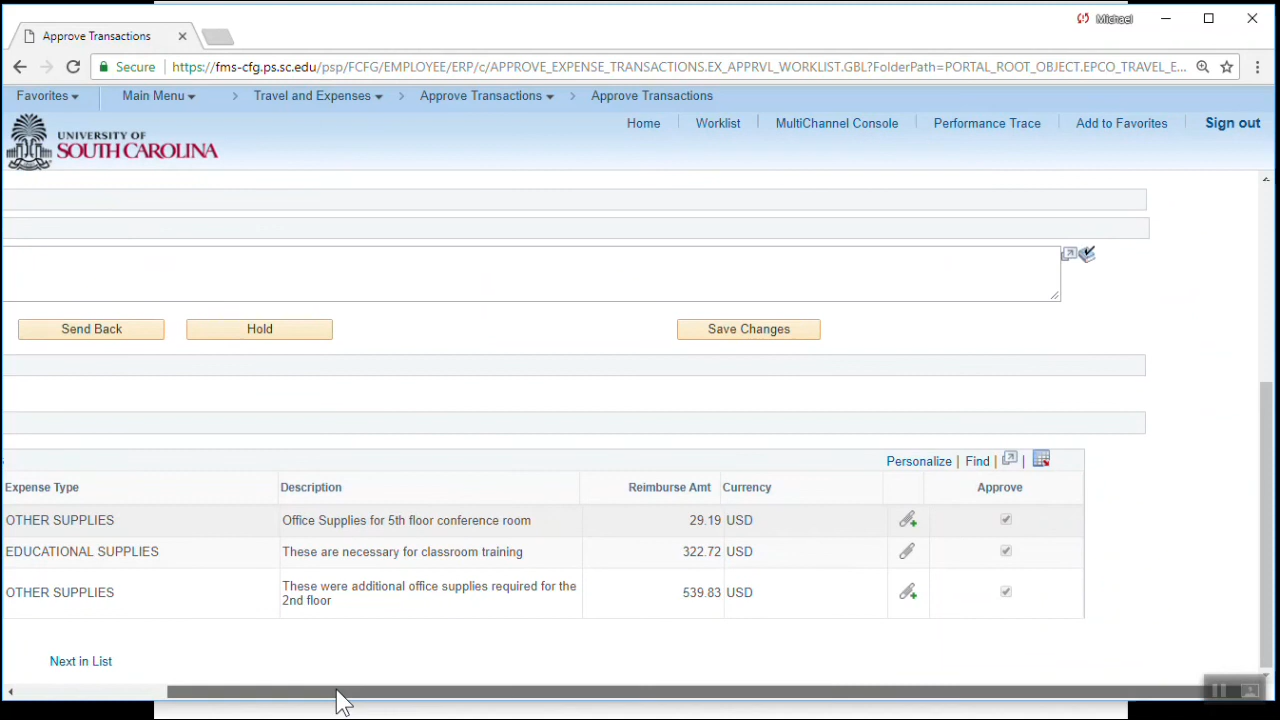 Michael
Approve Transactions
Secure https://fms-cfg.ps.sc.edu/psp/FCFG/EMPLOYEE/ERP/c/APPROVE_EXPENSE_TRANSACTIONS.EX_APPRVL_WORKLIST.GBL?FolderPath=PORTAL_ROOT_OBJECT.EPCO_TRAVEL_E...
Favorites Main Menu > Travel and Expenses > Approve Transactions > Approve Transactions
Home Worklist MultiChannel Console Performance Trace Add to Favorites Sign out
UNIVERSITY OF
SOUTH CAROLINA
Send Back Hold Save Changes
Personalize | Find | |
Expense Type Description Reimburse Amt Currency Approve
OTHER SUPPLIES Office Supplies for 5th floor conference room 29.19 USD
EDUCATIONAL SUPPLIES These are necessary for classroom training 322.72 USD
OTHER SUPPLIES These were additional office supplies required for the 539.83 USD
2nd floor
Next in List